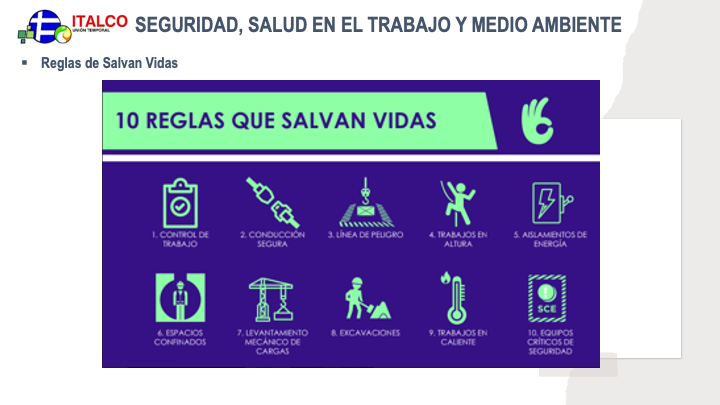 ITALCO
UNIÓN TEMPORAL
SEGURIDAD, SALUD EN EL TRABAJO Y MEDIO AMBIENTE
▪ Reglas de Salvan Vidas
10 REGLAS QUE SALVAN VIDAS
1. CONTROL DE
TRABAJO
2. CONDUCCIÓN
SEGURA
3. LÍNEA DE PELIGRO
4. TRABAJOS EN
ALTURA
5. AISLAMIENTOS DE
ENERGÍA
6. ESPACIOS
CONFINADOS
7. LEVANTAMIENTO
MECÁNICO DE
CARGAS
8. EXCAVACIONES
9. TRABAJOS EN
CALIENTE
SCE
10. EQUIPOS
CRÍTICOS DE
SEGURIDAD